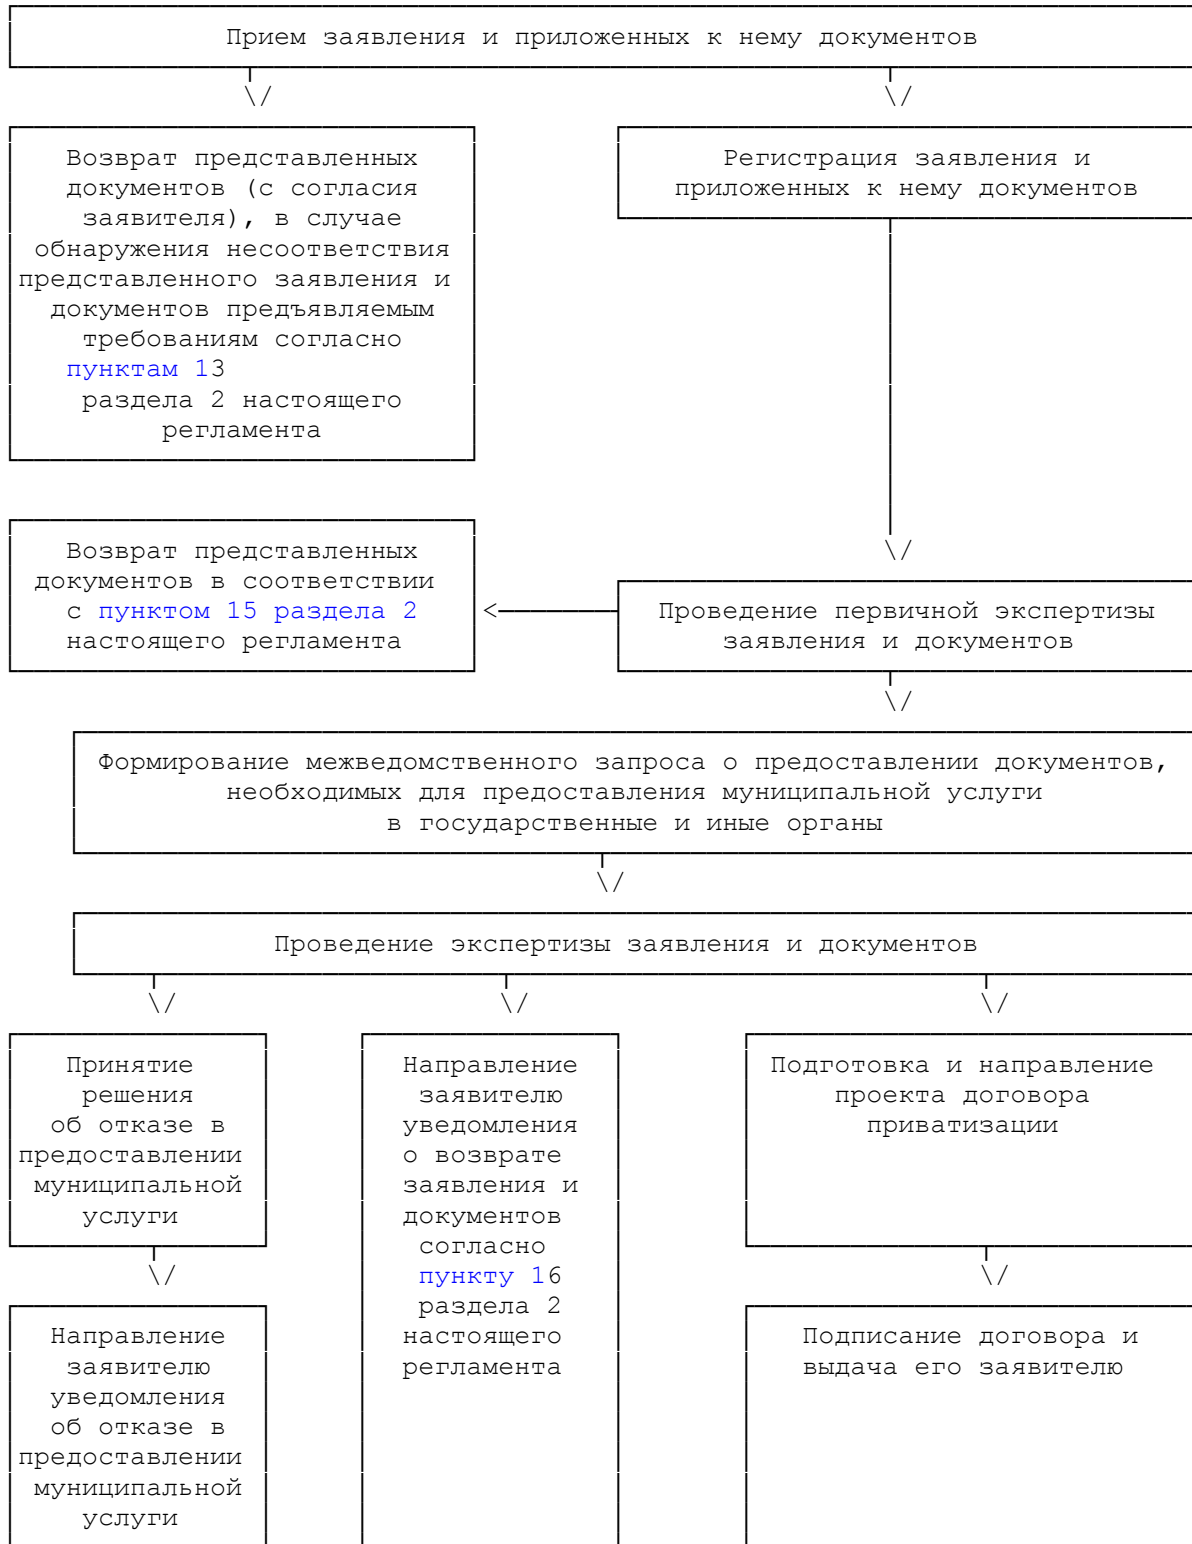 Прием заявления и приложенных к нему документов
Возврат представленных
документов (с согласия
заявителя), в случае
обнаружения несоответствия
представленного заявления и
документов предъявляемым
требованиям согласно
пунктам 13
раздела 2 настоящего
регламента
Регистрация заявления и
приложенных к нему документов
Возврат представленных
документов в соответствии
с пунктом 15 раздела 2
настоящего регламента
Проведение первичной экспертизы
заявления и документов
Формирование межведомственного запроса о предоставлении документов,
необходимых для предоставления муниципальной услуги
в государственные и иные органы
Проведение экспертизы заявления и документов
Принятие
решения
об отказе в
предоставлении
муниципальной
услуги
Направление
заявителю
уведомления
об отказе в
предоставлении
муниципальной
услуги
Направление
заявителю
уведомления
о возврате
заявления и
документов
согласно
пункту 16
раздела 2
настоящего
регламента
Подготовка и направление
проекта договора
приватизации
Подписание договора и
выдача его заявителю